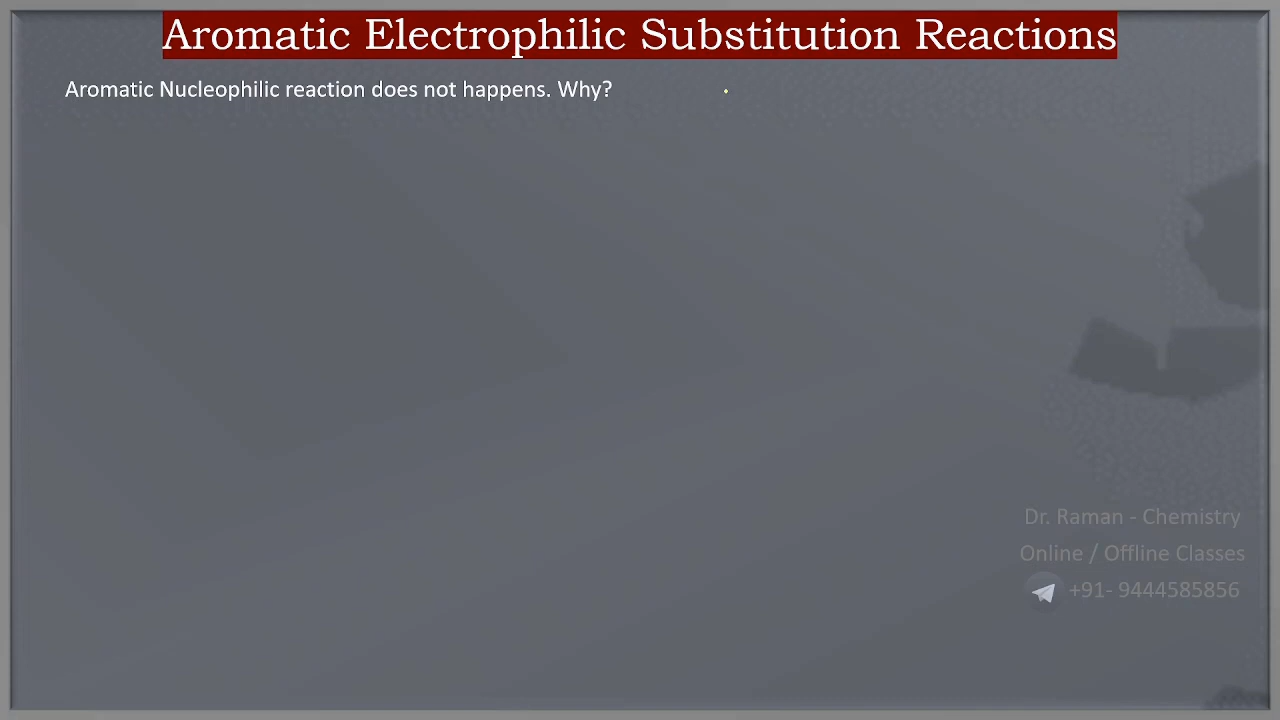 Aromatic Electrophilic Substitution Reactions
Aromatic Nucleophilic reaction does not happens. Why?
Dr. Raman - Chemistry
Online / Offline Classes
+91- 9444585856